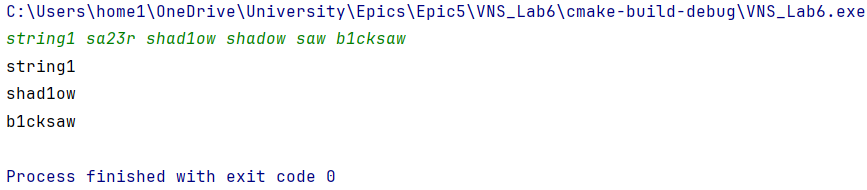 C:\Users\home1\OneDrive\University\Epics\Epic5\VNS_Lab6\cmake-build-debug\VNS_Lab6.exe
string1 sa23r shad1ow shadow saw b1cksaw
string1
shad1ow
b1cksaw
Process finished with exit code 0